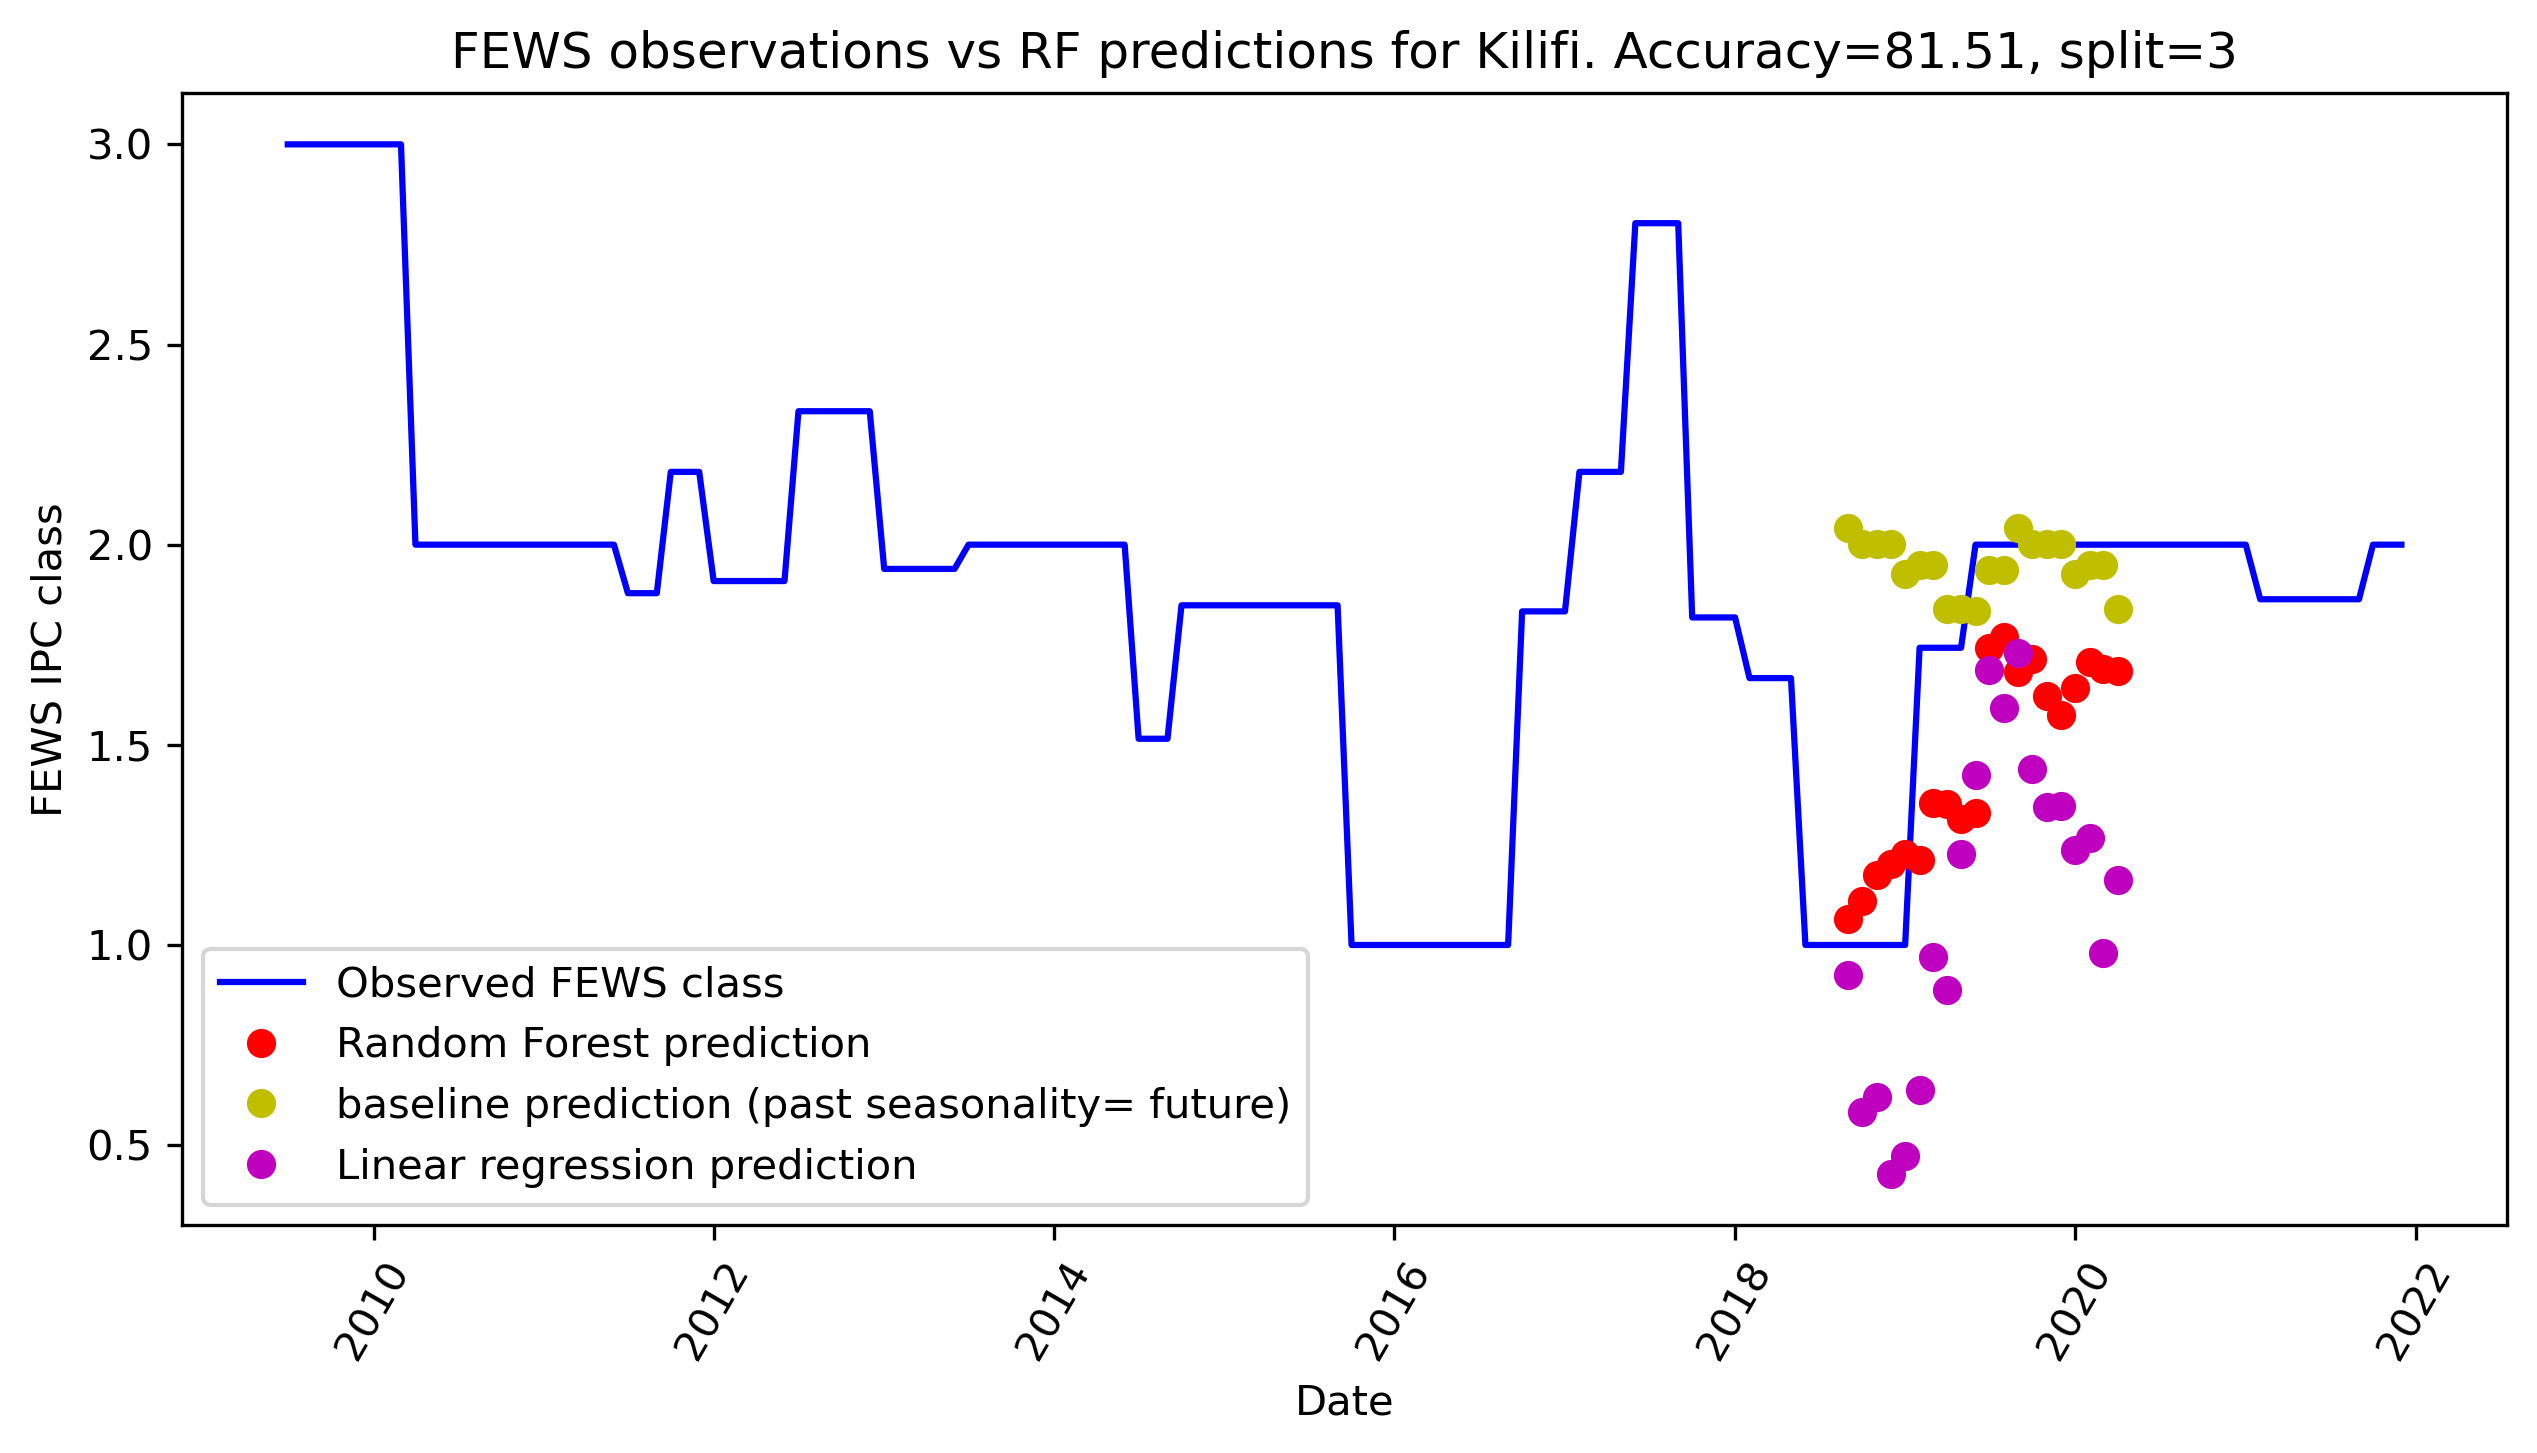 FEWS observations vs RF predictions for Kilifi. Accuracy=81.51, split=3
FEWS IPC class
3.0
2.5
2.0
1.5
1.0
0.5
Observed FEWS class
Random Forest prediction
baseline prediction (past seasonality= future)
Linear regression prediction
2010
2012
2014
2016
2018
2020
2022
Date